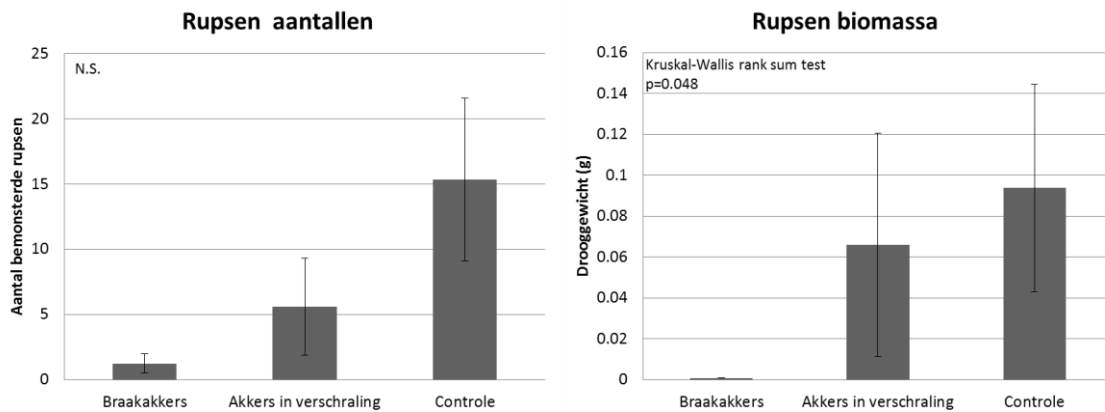 Rupsen aantallen
25
N.S.
20
15
10
5
0
Aantal bemonsterde rupsen
Braakakkers
Akkers in verschraling
Controle
Rupsen biomassa
0.16
Kruskal-Wallis rank sum test
p=0.048
0.14
0.12
0.1
0.08
0.06
0.04
0.02
0
Drooggewicht (g)
Braakakkers
Akkers in verschraling
Controle